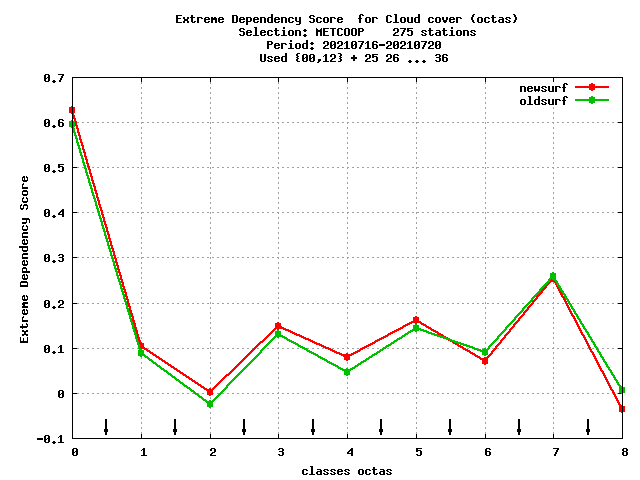 Extreme Dependency Score  for Cloud cover (octas)
Selection: METCOOP    275 stations
Period: 20210716-20210720
Used {00,12} + 25 26 ... 36
newsurf
oldsurf
0.7
0.6
0.5
0.4
0.3
0.2
0.1
0
-0.1
Extreme Dependency Score
0 1 2 3 4 5 6 7 8
classes octas